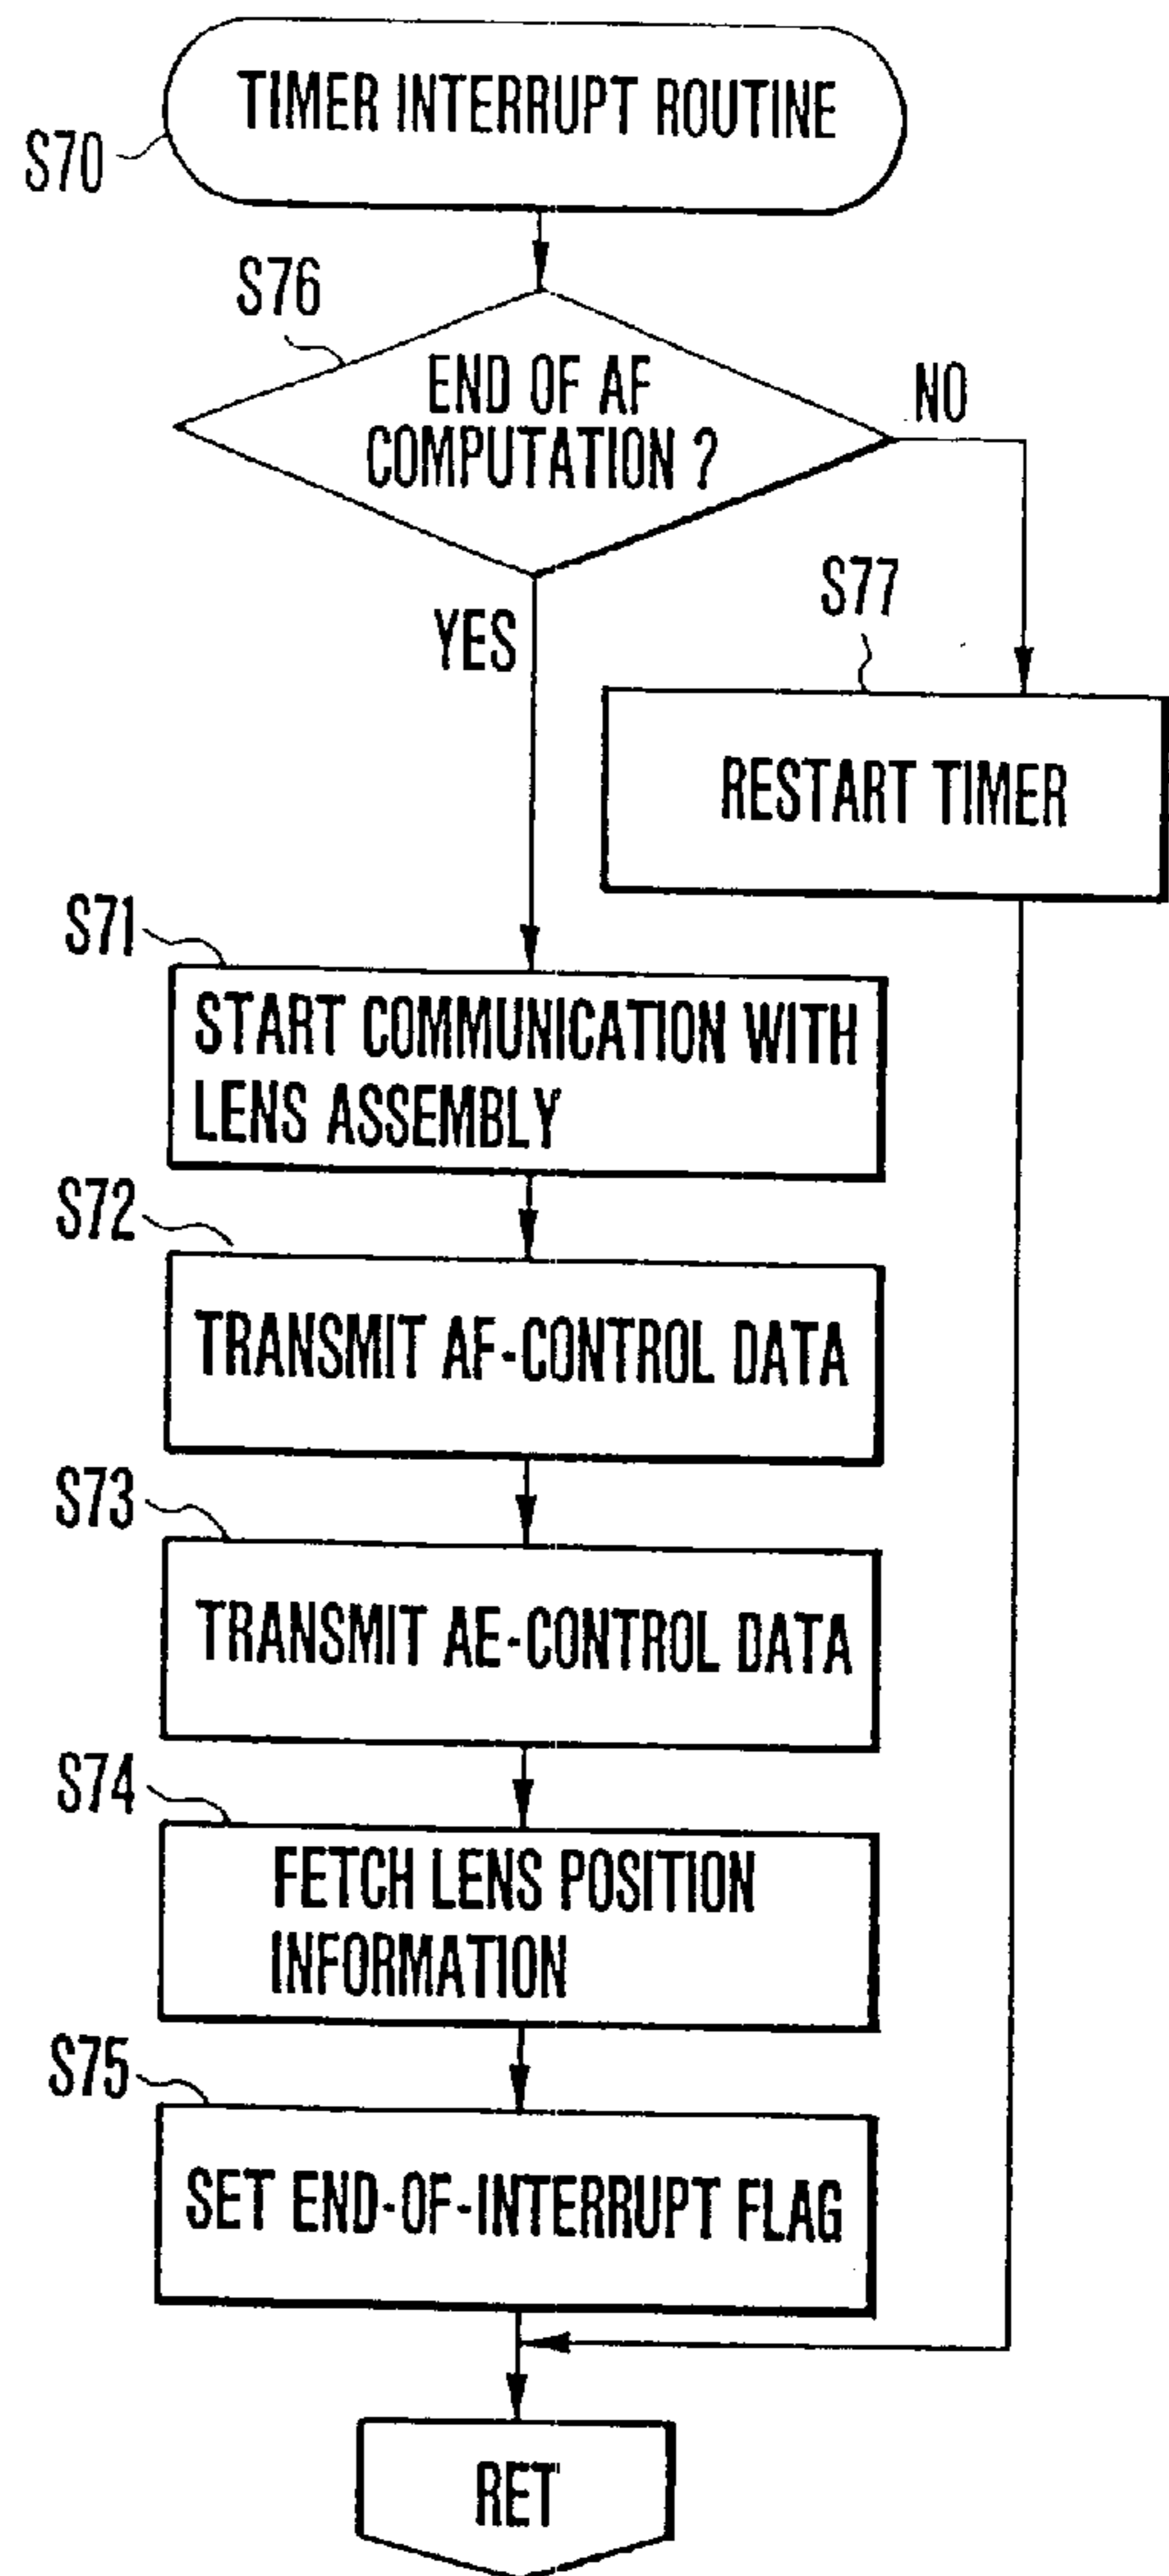 TIMER INTERRUPT ROUTINE
S70
S76
END OF AF
COMPUTATION ?
NO
YES
S77
RESTART TIMER
S71
START COMMUNICATION WITH
LENS ASSEMBLY
S72
TRANSMIT AF-CONTROL DATA
S73
TRANSMIT AE-CONTROL DATA
S74
FETCH LENS POSITION
INFORMATION
S75
SET END-OF-INTERRUPT FLAG
RET